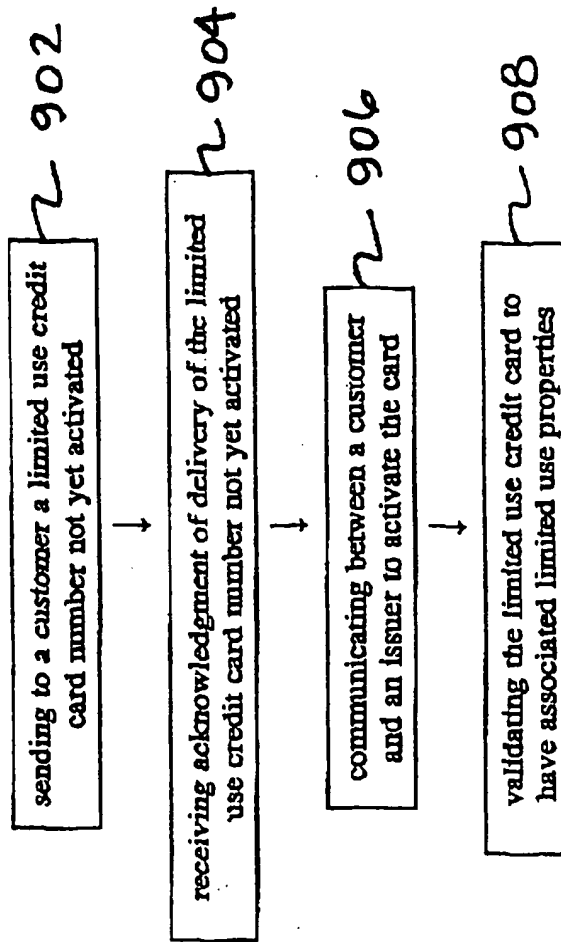 sending to a customer a limited use credit
card number not yet activated
902
receiving acknowledgment of delivery of the limited
use credit card number not yet activated
904
communicating between a customer
and an issuer to activate the card
906
validating the limited use credit card to
have associated limited use properties
908